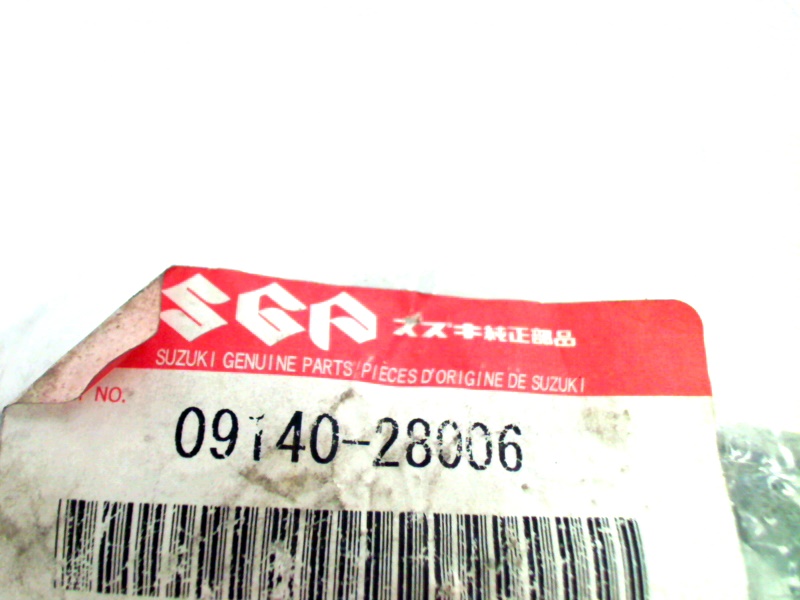 SGP スズキ純正部品
SUZUKI GENUINE PARTS/PIÈCES D'ORIGINE DE SUZUKI
NO.
09140-28006